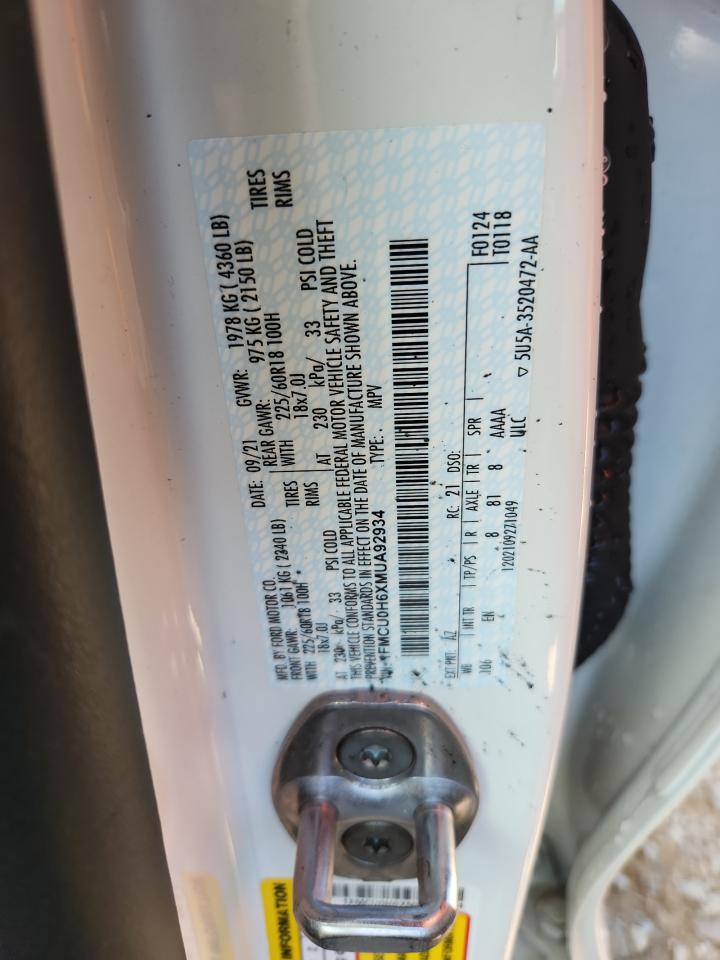 MFD. BY FORD MOTOR CO.
DATE: 09/21 GVWR: 1978 KG ( 4360 LB)
FRONT GAWR: 1061 KG ( 2340 LB) REAR GAWR: 975 KG ( 2150 LB)
WITH 225/60R18 100H TIRES WITH 225/60R18 100H TIRES
18x7.0J RIMS 18x7.0J RIMS
AT 230 kPa/ 33 PSI COLD AT 230 kPa/ 33 PSI COLD
THIS VEHICLE CONFORMS TO ALL APPLICABLE FEDERAL MOTOR VEHICLE SAFETY AND THEFT
PREVENTION STANDARDS IN EFFECT ON THE DATE OF MANUFACTURE SHOWN ABOVE.
VIN: 1FMCU0H6XMUA92934 TYPE: MPV
EXT PNT: AZ RC: 21 DSO: F0124
WB INT TR TP/PS R AXLE TR SPR T0118
106 EN 8 81 8 AAAA
1202109271049 ULC
▽ 5U5A-3520472-AA
INFORMATION